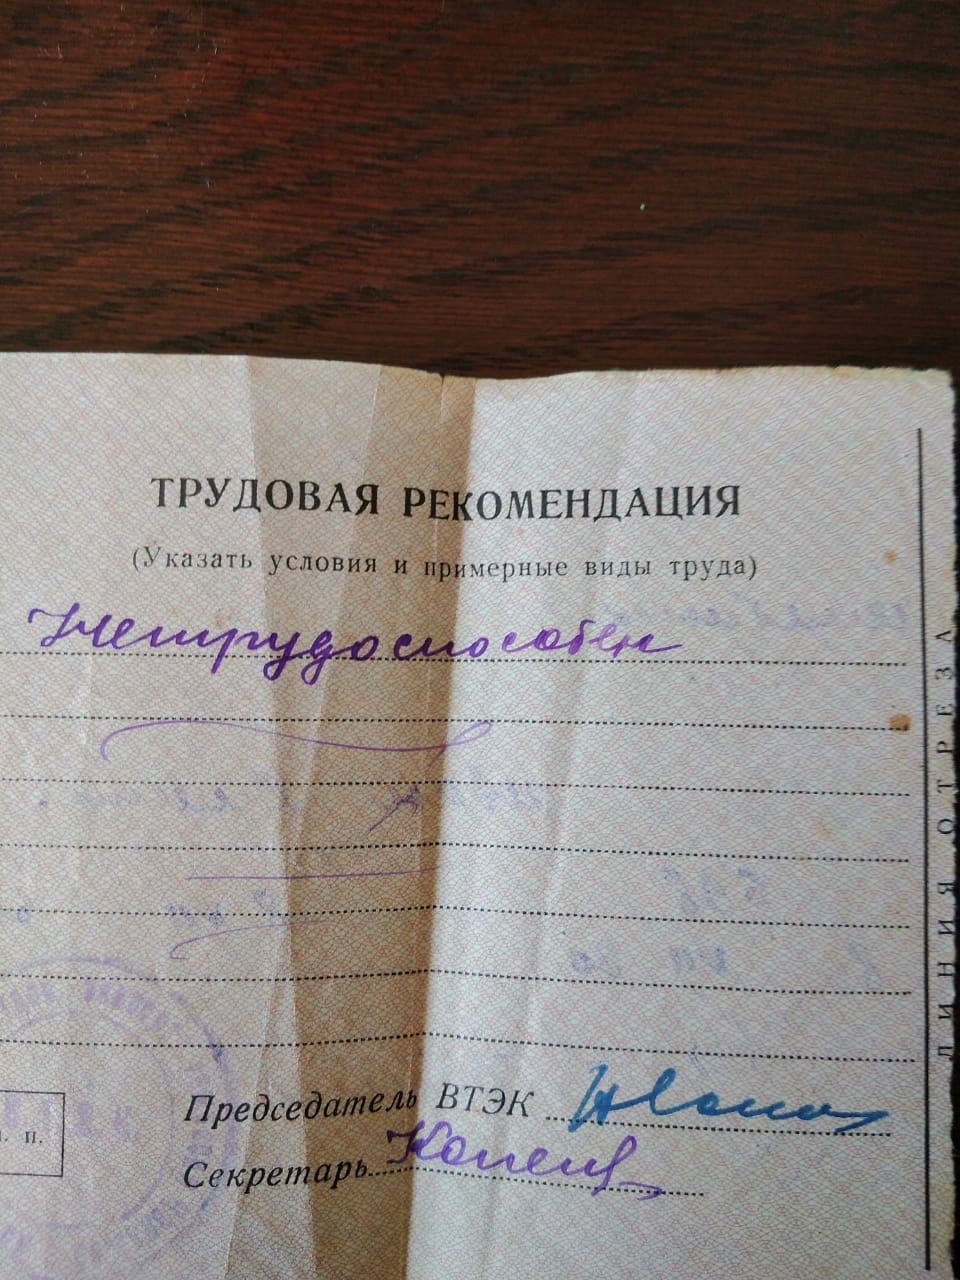 ТРУДОВАЯ РЕКОМЕНДАЦИЯ
(Указать условия и примерные виды труда)
Нетрудоспособен
Председатель ВТЭК
Секретарь
п.
ЛИНИЯ ОТРЕЗА